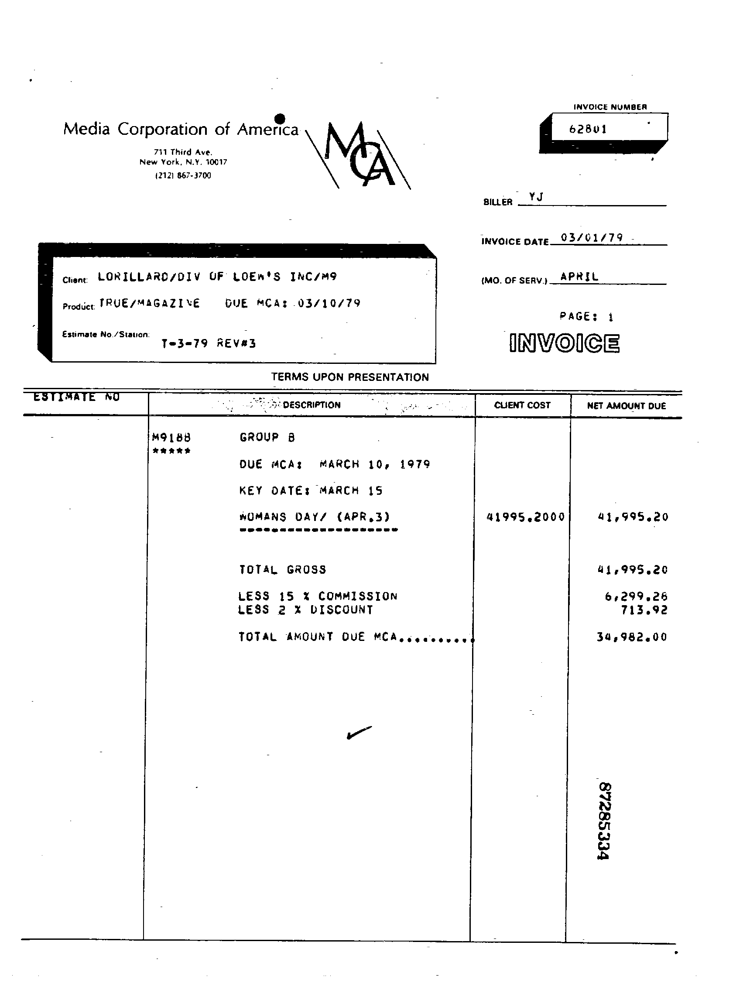 INVOICE NUMBER
62801
Media Corporation of America
MCA
711 Third Ave.
New York, N.Y. 10017
(212) 867-3700
BILLER YJ
INVOICE DATE 03/01/79
(MO. OF SERV.) APRIL
PAGE: 1
INVOICE
Client: LORILLARD/DIV OF LOEW'S INC/M9
Product: TRUE/MAGAZINE DUE MCA: 03/10/79
Estimate No./Station: T-3-79 REV#3
TERMS UPON PRESENTATION
ESTIMATE NO DESCRIPTION CLIENT COST NET AMOUNT DUE
M9188 GROUP B
*****
DUE MCA: MARCH 10, 1979
KEY DATE: MARCH 15
WOMANS DAY/ (APR.3) 41995.2000 41,995.20
--------------------
TOTAL GROSS 41,995.20
LESS 15 % COMMISSION 6,299.28
LESS 2 % DISCOUNT 713.92
TOTAL AMOUNT DUE MCA.......... 34,982.00
87285334